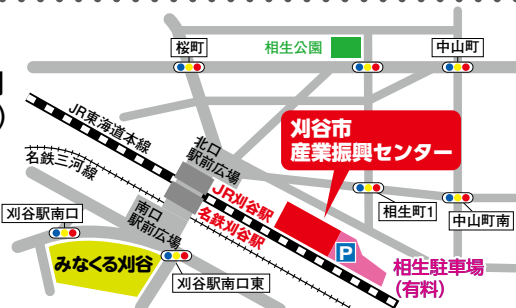 桜町
相生公園
中山町
JR東海道本線
北口
駅前広場
刈谷市
産業振興センター
名鉄三河線
JR刈谷駅
名鉄刈谷駅
南口
駅前広場
刈谷駅南口
相生町1
中山町南
みなくる刈谷
P
刈谷駅南口東
相生駐車場
(有料)